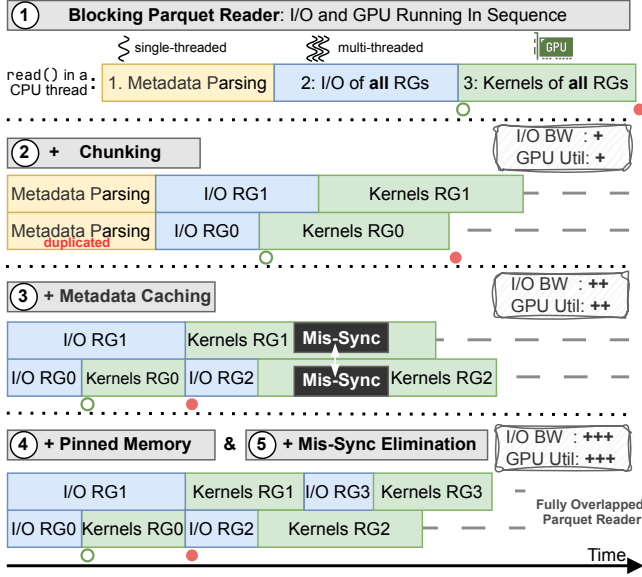 1 Blocking Parquet Reader: I/O and GPU Running In Sequence
single-threaded multi-threaded GPU
read() in a CPU thread: 1. Metadata Parsing 2: I/O of all RGs 3: Kernels of all RGs
2 + Chunking
I/O BW : +
GPU Util: +
Metadata Parsing I/O RG1 Kernels RG1
Metadata Parsing I/O RG0 Kernels RG0
duplicated
3 + Metadata Caching
I/O BW : ++
GPU Util: ++
I/O RG1 Kernels RG1 Mis-Sync
I/O RG0 Kernels RG0 I/O RG2 Mis-Sync Kernels RG2
4 + Pinned Memory & 5 + Mis-Sync Elimination
I/O BW : +++
GPU Util: +++
I/O RG1 Kernels RG1 I/O RG3 Kernels RG3
I/O RG0 Kernels RG0 I/O RG2 Kernels RG2
Fully Overlapped
Parquet Reader
Time